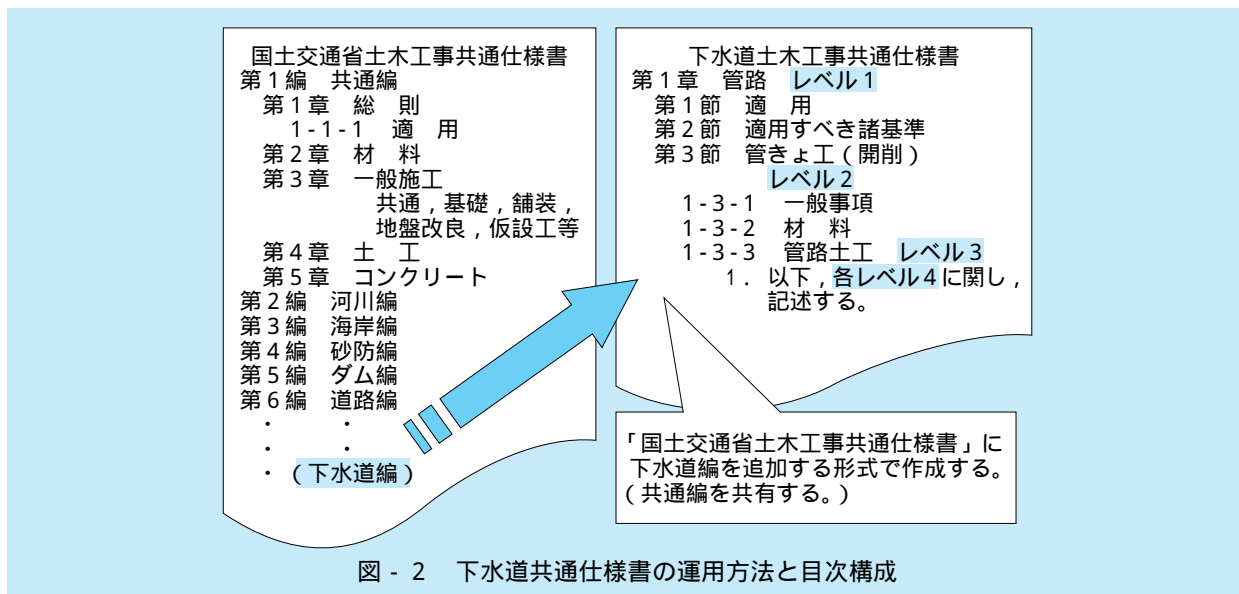 国土交通省土木工事共通仕様書
第1編 共通編
第1章 総 則
1-1-1 適 用
第2章 材 料
第3章 一般施工
共通,基礎,舗装,
地盤改良,仮設工等
第4章 土 工
第5章 コンクリート
第2編 河川編
第3編 海岸編
第4編 砂防編
第5編 ダム編
第6編 道路編
・ ・
・ ・
・ (下水道編)
下水道土木工事共通仕様書
第1章 管路 レベル1
第1節 適 用
第2節 適用すべき諸基準
第3節 管きょ工(開削)
レベル2
1-3-1 一般事項
1-3-2 材 料
1-3-3 管路土工 レベル3
1. 以下,各レベル4に関し,
記述する。
「国土交通省土木工事共通仕様書」に
下水道編を追加する形式で作成する。
(共通編を共有する。)
図-2 下水道共通仕様書の運用方法と目次構成